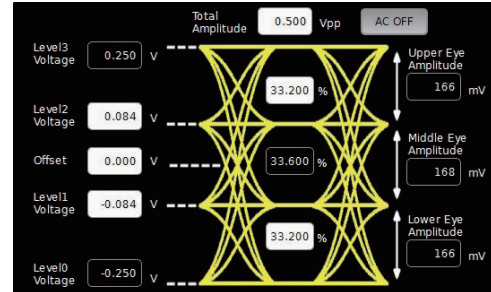 Total
Amplitude 0.500 Vpp AC OFF
Level3
Voltage 0.250 V
Upper Eye
Amplitude
166 mV
33.200 %
Level2
Voltage 0.084 V
Middle Eye
Amplitude
168 mV
Offset 0.000 V
33.600 %
Level1
Voltage -0.084 V
Lower Eye
Amplitude
166 mV
33.200 %
Level0
Voltage -0.250 V